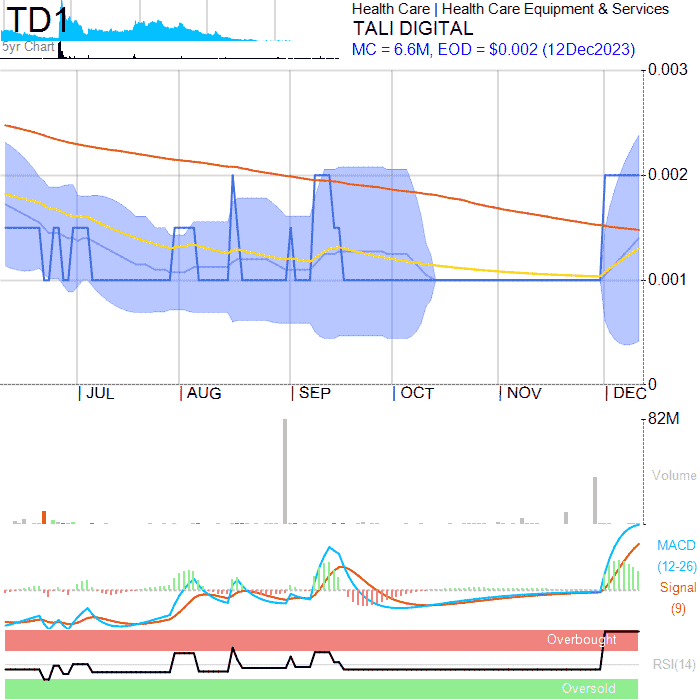 TD1
5yr Chart
Health Care | Health Care Equipment & Services
TALI DIGITAL
MC = 6.6M, EOD = $0.002 (12Dec2023)
0.003
0.002
0.001
0
| JUL | AUG | SEP | OCT | NOV | DEC
82M
Volume
MACD
(12-26)
Signal
(9)
Overbought
RSI(14)
Oversold